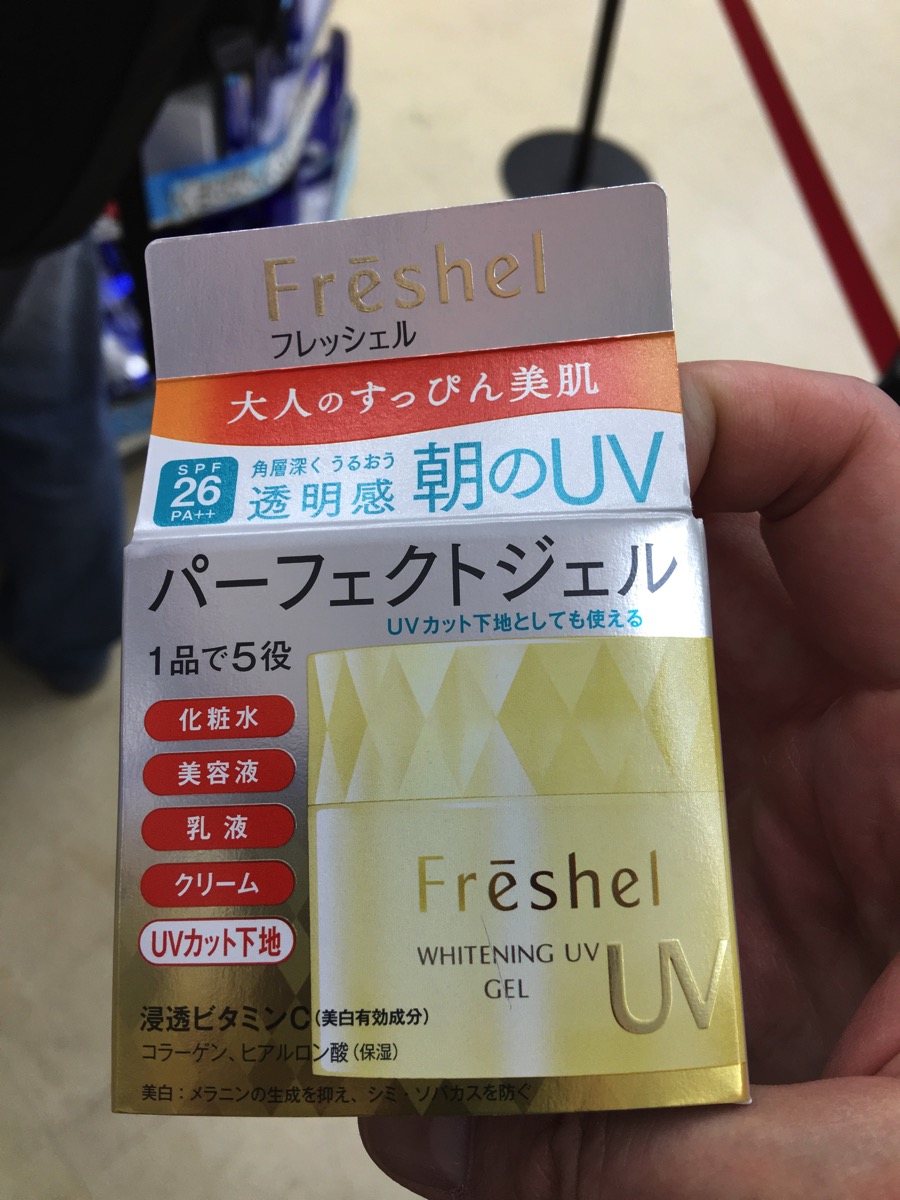 Frēshel
フレッシェル
大人のすっぴん美肌
SPF
26
PA++
角層深く うるおう
透明感
朝のUV
パーフェクトジェル
UVカット下地としても使える
1品で5役
化粧水
美容液
乳液
クリーム
UVカット下地
Frēshel
WHITENING UV
GEL
UV
浸透ビタミンC(美白有効成分)
コラーゲン、ヒアルロン酸(保湿)
美白:メラニンの生成を抑え、シミ・ソバカスを防ぐ